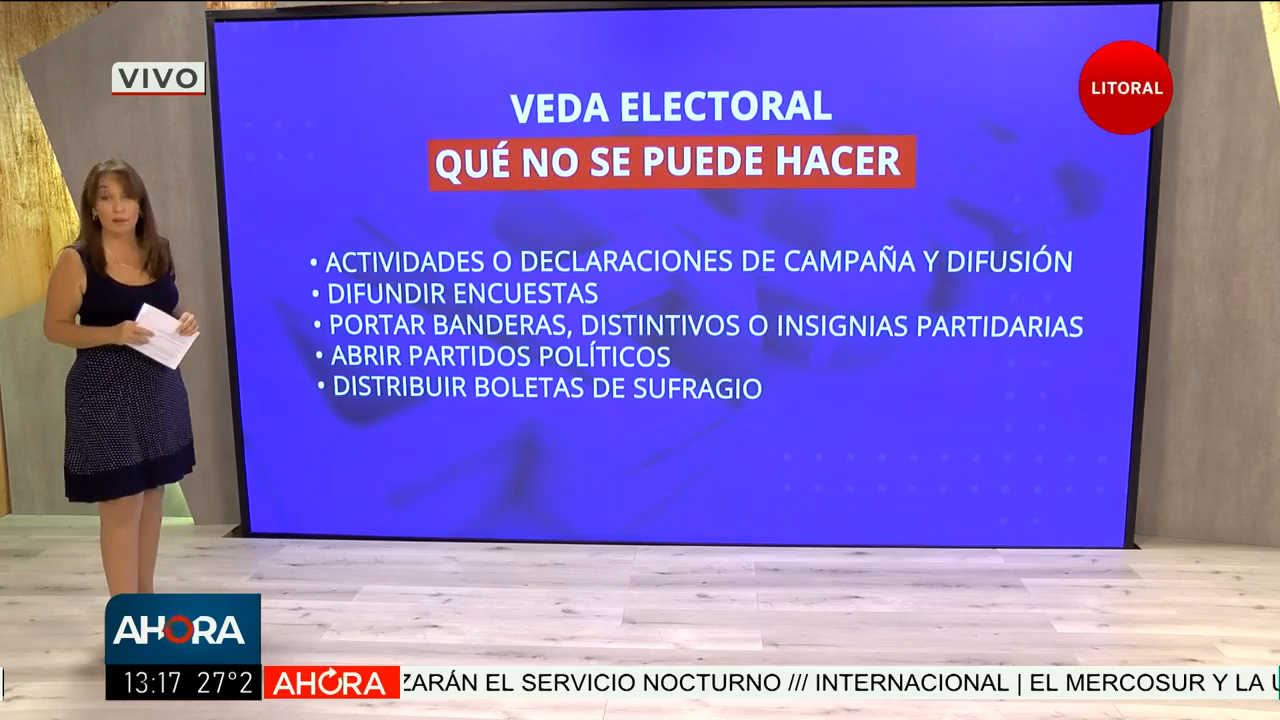 VIVO
LITORAL
VEDA ELECTORAL
QUÉ NO SE PUEDE HACER
• ACTIVIDADES O DECLARACIONES DE CAMPAÑA Y DIFUSIÓN
• DIFUNDIR ENCUESTAS
• PORTAR BANDERAS, DISTINTIVOS O INSIGNIAS PARTIDARIAS
• ABRIR PARTIDOS POLÍTICOS
• DISTRIBUIR BOLETAS DE SUFRAGIO
AHORA
13:17 27°2
AHORA ZARÁN EL SERVICIO NOCTURNO /// INTERNACIONAL | EL MERCOSUR Y LA U